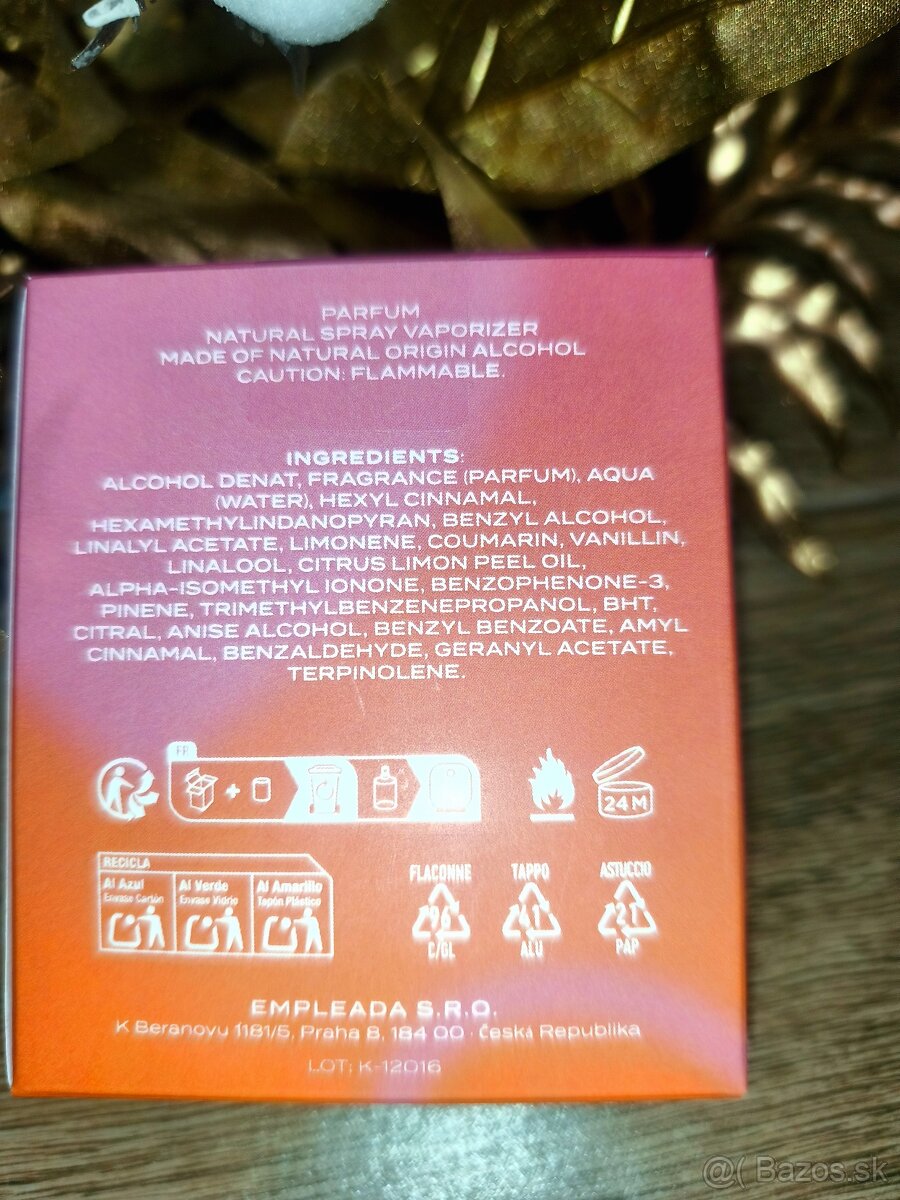 PARFUM
NATURAL SPRAY VAPORIZER
MADE OF NATURAL ORIGIN ALCOHOL
CAUTION: FLAMMABLE.
INGREDIENTS:
ALCOHOL DENAT, FRAGRANCE (PARFUM), AQUA
(WATER), HEXYL CINNAMAL,
HEXAMETHYLINDANOPYRAN, BENZYL ALCOHOL,
LINALYL ACETATE, LIMONENE, COUMARIN, VANILLIN,
LINALOOL, CITRUS LIMON PEEL OIL,
ALPHA-ISOMETHYL IONONE, BENZOPHENONE-3,
PINENE, TRIMETHYLBENZENEPROPANOL, BHT,
CITRAL, ANISE ALCOHOL, BENZYL BENZOATE, AMYL
CINNAMAL, BENZALDEHYDE, GERANYL ACETATE,
TERPINOLENE.
FR
24M
RECICLA
Al Azul Al Verde Al Amarillo
Envase Cartón Envase Vidrio Tapón Plástico
FLACONNE TAPPO ASTUCCIO
96 41 21
C/GL ALU PAP
EMPLEADA S.R.O.
K Beranovu 1181/5, Praha 8, 184 00 · Česká Republika
LOT: K-12016
@( Bazos.sk